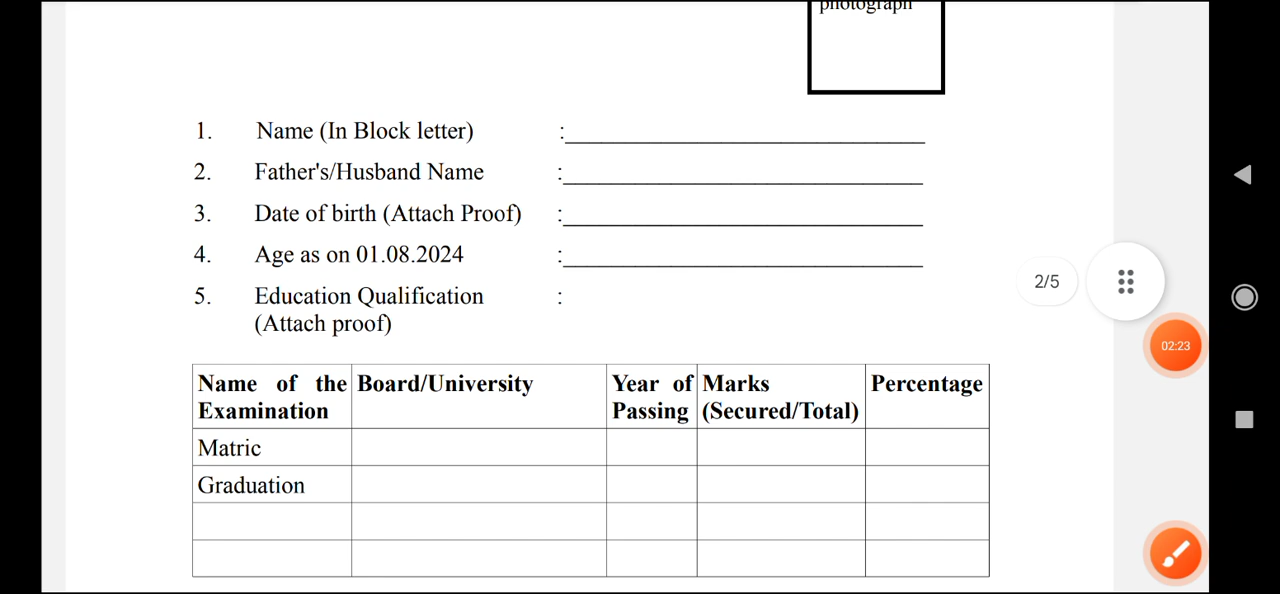 photograph
1. Name (In Block letter) :
2. Father's/Husband Name :
3. Date of birth (Attach Proof) :
4. Age as on 01.08.2024 :
5. Education Qualification :
(Attach proof)
2/5
02:23
Name of the Board/University Year of Marks Percentage
Examination Passing (Secured/Total)
Matric
Graduation